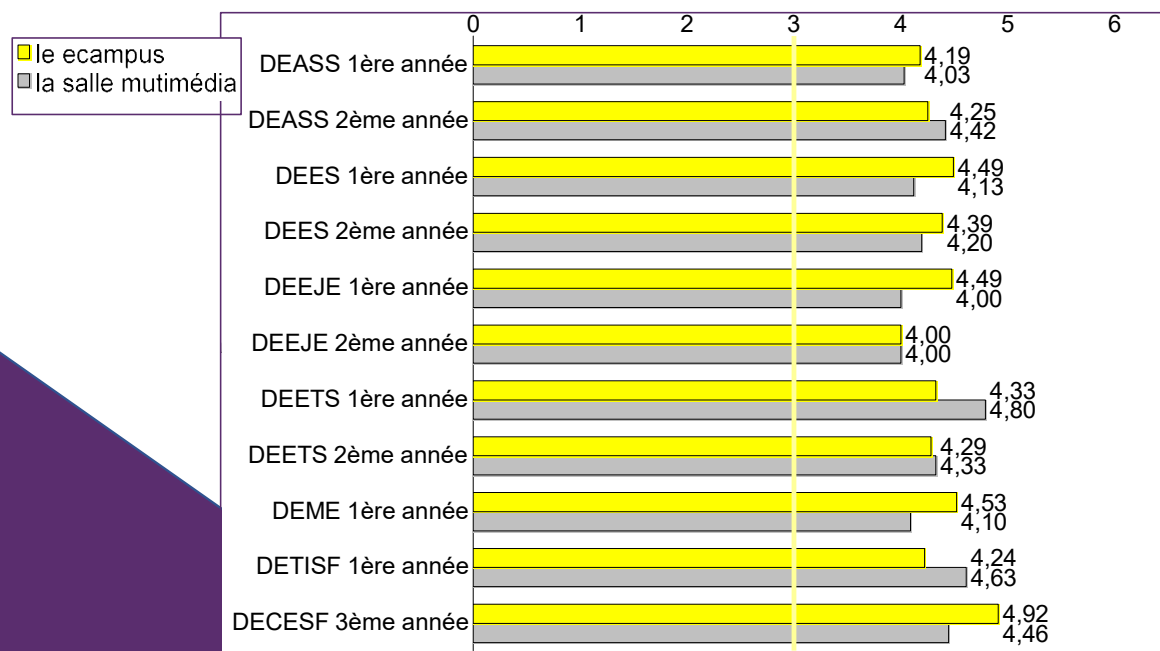 0 1 2 3 4 5 6
le ecampus
la salle mutimédia
DEASS 1ère année 4,19
4,03
DEASS 2ème année 4,25
4,42
DEES 1ère année 4,49
4,13
DEES 2ème année 4,39
4,20
DEEJE 1ère année 4,49
4,00
DEEJE 2ème année 4,00
4,00
DEETS 1ère année 4,33
4,80
DEETS 2ème année 4,29
4,33
DEME 1ère année 4,53
4,10
DETISF 1ère année 4,24
4,63
DECESF 3ème année 4,92
4,46